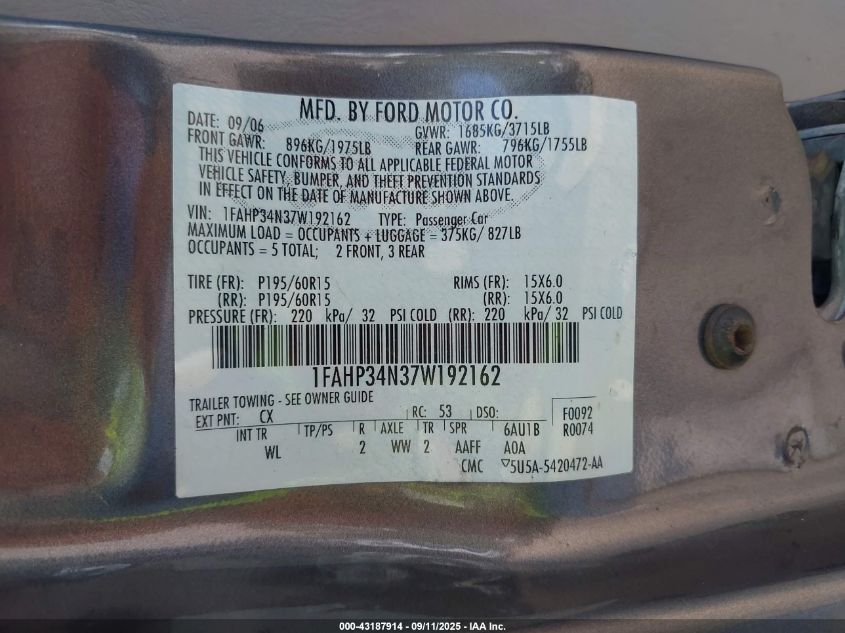 MFD. BY FORD MOTOR CO.
DATE: 09/06 GVWR: 1685KG/3715LB
FRONT GAWR: 896KG/1975LB REAR GAWR: 796KG/1755LB
THIS VEHICLE CONFORMS TO ALL APPLICABLE FEDERAL MOTOR
VEHICLE SAFETY, BUMPER, AND THEFT PREVENTION STANDARDS
IN EFFECT ON THE DATE OF MANUFACTURE SHOWN ABOVE.
VIN: 1FAHP34N37W192162 TYPE: Passenger Car
MAXIMUM LOAD = OCCUPANTS + LUGGAGE = 375KG/ 827LB
OCCUPANTS = 5 TOTAL; 2 FRONT, 3 REAR
TIRE (FR): P195/60R15 RIMS (FR): 15X6.0
(RR): P195/60R15 (RR): 15X6.0
PRESSURE (FR): 220 kPa/ 32 PSI COLD (RR): 220 kPa/ 32 PSI COLD
1FAHP34N37W192162
TRAILER TOWING - SEE OWNER GUIDE
EXT PNT: CX RC: 53 DSO: F0092
INT TR TP/PS R AXLE TR SPR 6AU1B R0074
WL 2 WW 2 AAFF A0A
CMC 5U5A-5420472-AA
000-43187914 - 09/11/2025 - IAA Inc.